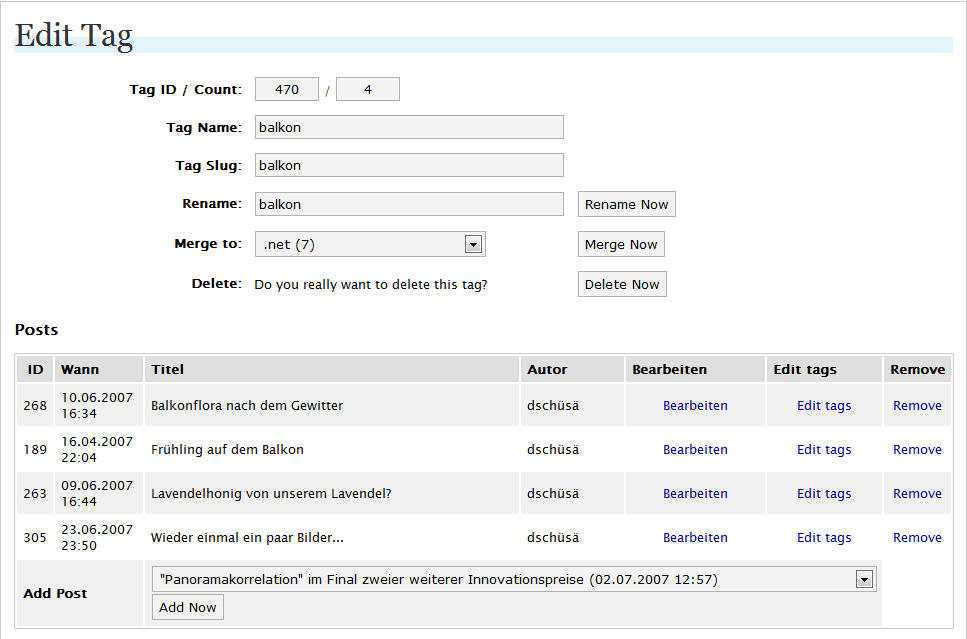 Edit Tag
Tag ID / Count: 470 / 4
Tag Name: balkon
Tag Slug: balkon
Rename: balkon Rename Now
Merge to: .net (7) Merge Now
Delete: Do you really want to delete this tag? Delete Now
Posts
ID Wann Titel Autor Bearbeiten Edit tags Remove
268 10.06.2007 16:34 Balkonflora nach dem Gewitter dschüsä Bearbeiten Edit tags Remove
189 16.04.2007 22:04 Frühling auf dem Balkon dschüsä Bearbeiten Edit tags Remove
263 09.06.2007 16:44 Lavendelhonig von unserem Lavendel? dschüsä Bearbeiten Edit tags Remove
305 23.06.2007 23:50 Wieder einmal ein paar Bilder... dschüsä Bearbeiten Edit tags Remove
Add Post "Panoramakorrelation" im Final zweier weiterer Innovationspreise (02.07.2007 12:57)
Add Now